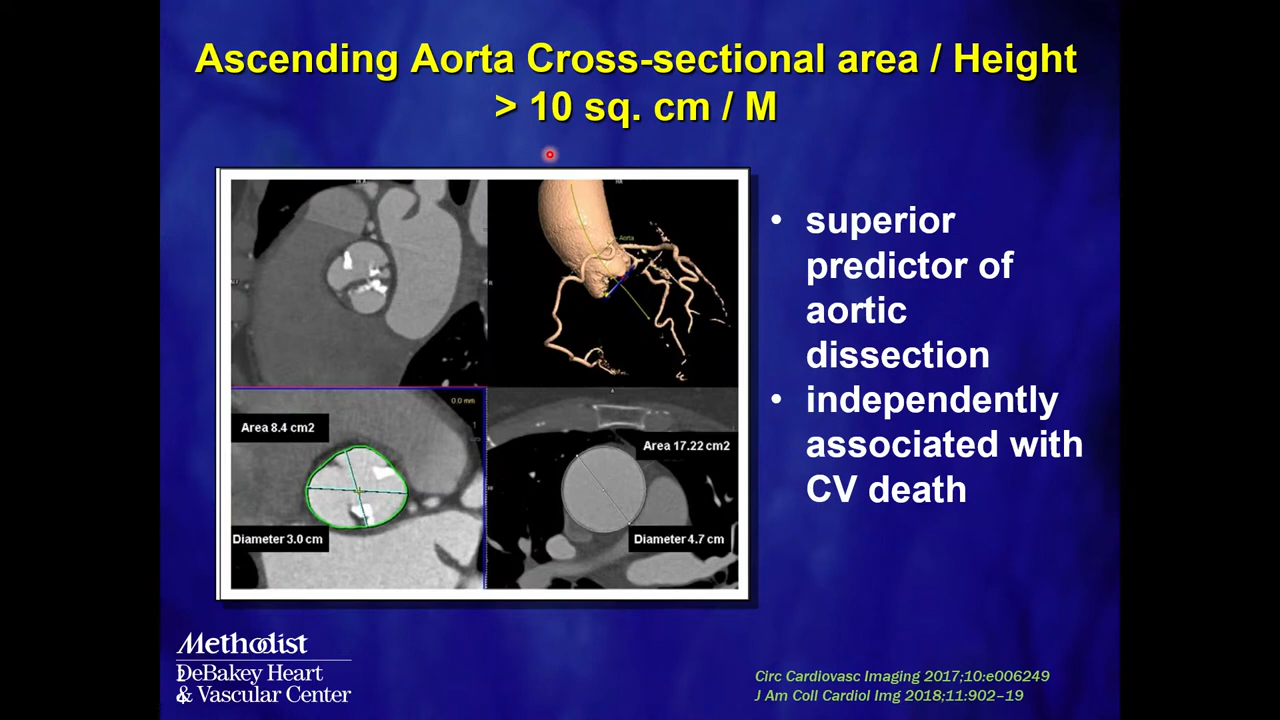 Ascending Aorta Cross-sectional area / Height
> 10 sq. cm / M
Aorta
0.0 mm
Area 8.4 cm2
Diameter 3.0 cm
Area 17.22 cm2
Diameter 4.7 cm
• superior
predictor of
aortic
dissection
• independently
associated with
CV death
Methodist
DeBakey Heart
& Vascular Center
Circ Cardiovasc Imaging 2017;10:e006249
J Am Coll Cardiol Img 2018;11:902–19